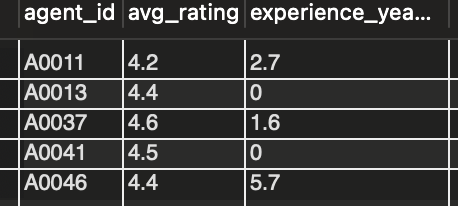 agent_id avg_rating experience_yea...
A0011 4.2 2.7
A0013 4.4 0
A0037 4.6 1.6
A0041 4.5 0
A0046 4.4 5.7